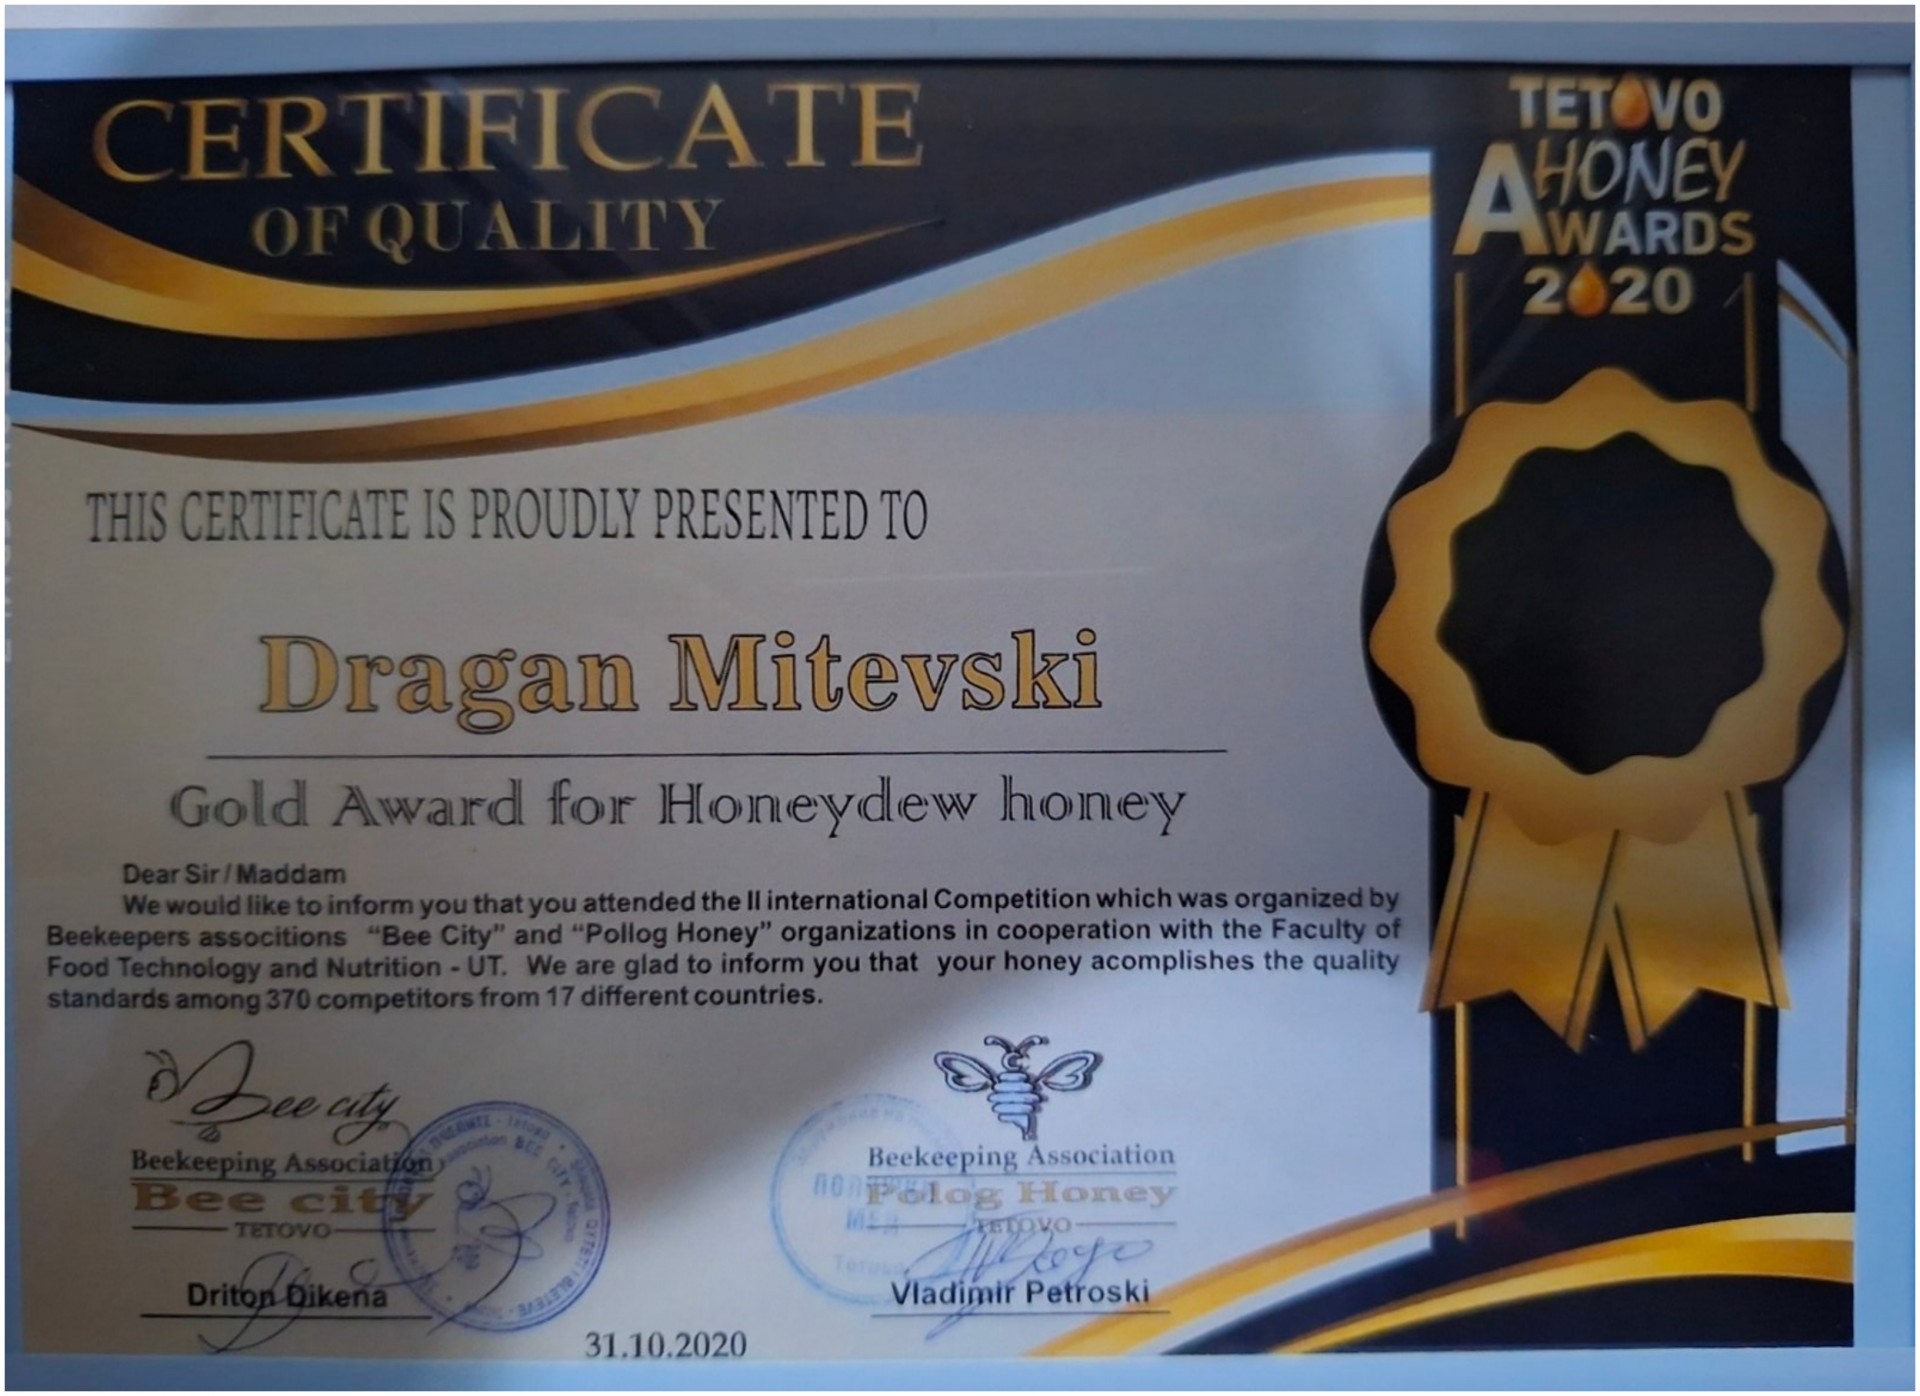 CERTIFICATE
OF QUALITY
TETOVO
HONEY
AWARDS
2020
THIS CERTIFICATE IS PROUDLY PRESENTED TO
Dragan Mitevski
Gold Award for Honeydew honey
Dear Sir / Maddam
We would like to inform you that you attended the II international Competition which was organized by
Beekeepers associtions "Bee City" and "Pollog Honey" organizations in cooperation with the Faculty of
Food Technology and Nutrition - UT. We are glad to inform you that your honey acomplishes the quality
standards among 370 competitors from 17 different countries.
Bee city
Beekeeping Association
Bee city
TETOVO
Driton Dikena
Beekeeping Association
Polog Honey
TETOVO
Vladimir Petroski
31.10.2020